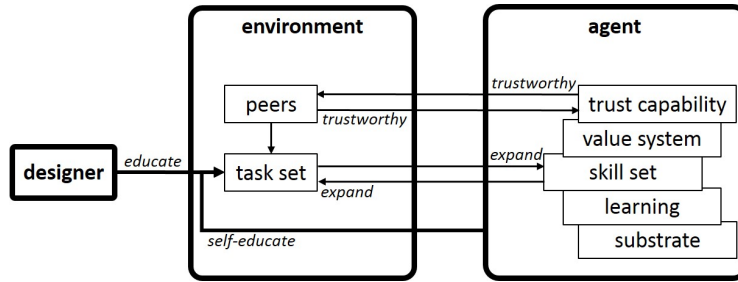 environment
agent
trustworthy
peers
trust capability
trustworthy
value system
designer
educate
task set
expand
skill set
expand
learning
self-educate
substrate